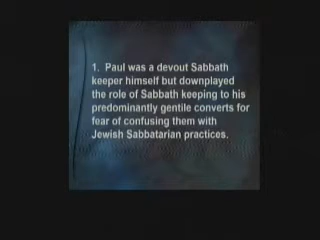 1. Paul was a devout Sabbath
keeper himself but downplayed
the role of Sabbath keeping to his
predominantly gentile converts for
fear of confusing them with
Jewish Sabbatarian practices.